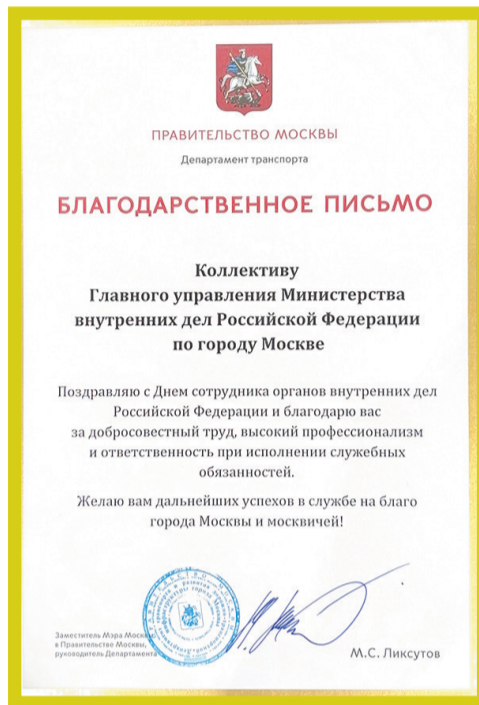 ПРАВИТЕЛЬСТВО МОСКВЫ
Департамент транспорта
БЛАГОДАРСТВЕННОЕ ПИСЬМО
Коллективу
Главного управления Министерства
внутренних дел Российской Федерации
по городу Москве
Поздравляю с Днем сотрудника органов внутренних дел
Российской Федерации и благодарю вас
за добросовестный труд, высокий профессионализм
и ответственность при исполнении служебных
обязанностей.
Желаю вам дальнейших успехов в службе на благо
города Москвы и москвичей!
Заместитель Мэра Москвы
в Правительстве Москвы,
руководитель Департамента
М.С. Ликсутов